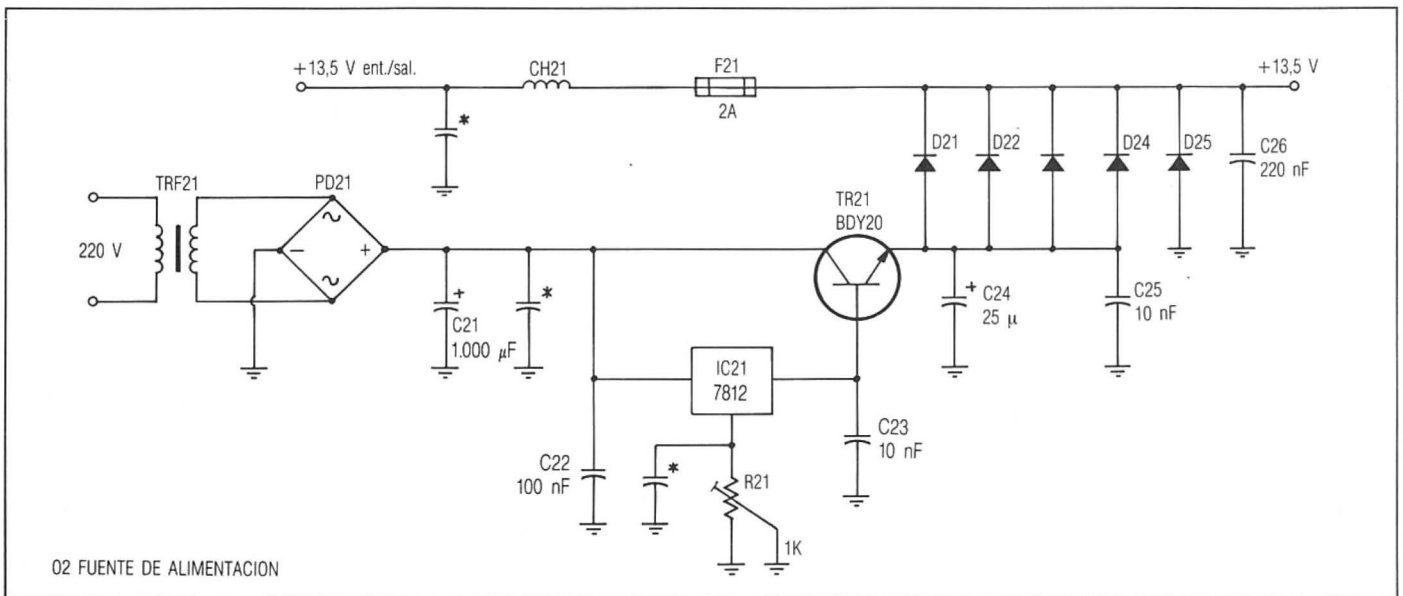 +13,5 V ent./sal.
CH21
F21
2A
+13,5 V
*
D21
D22
D24
D25
C26
220 nF
TRF21
PD21
220 V
~
~
−
+
TR21
BDY20
+
C21
1.000 µF
*
+
C24
25 µ
C25
10 nF
IC21
7812
C22
100 nF
*
R21
1K
C23
10 nF
02 FUENTE DE ALIMENTACION